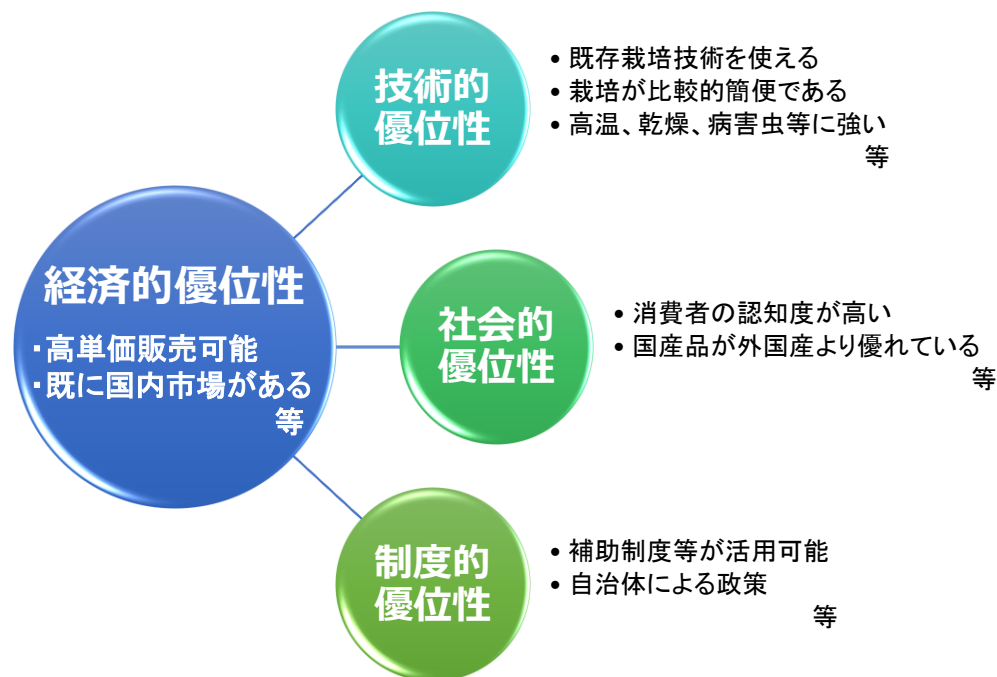 技術的
優位性
• 既存栽培技術を使える
• 栽培が比較的簡便である
• 高温、乾燥、病害虫等に強い
等
経済的優位性
・高単価販売可能
・既に国内市場がある
等
社会的
優位性
• 消費者の認知度が高い
• 国産品が外国産より優れている
等
制度的
優位性
• 補助制度等が活用可能
• 自治体による政策
等